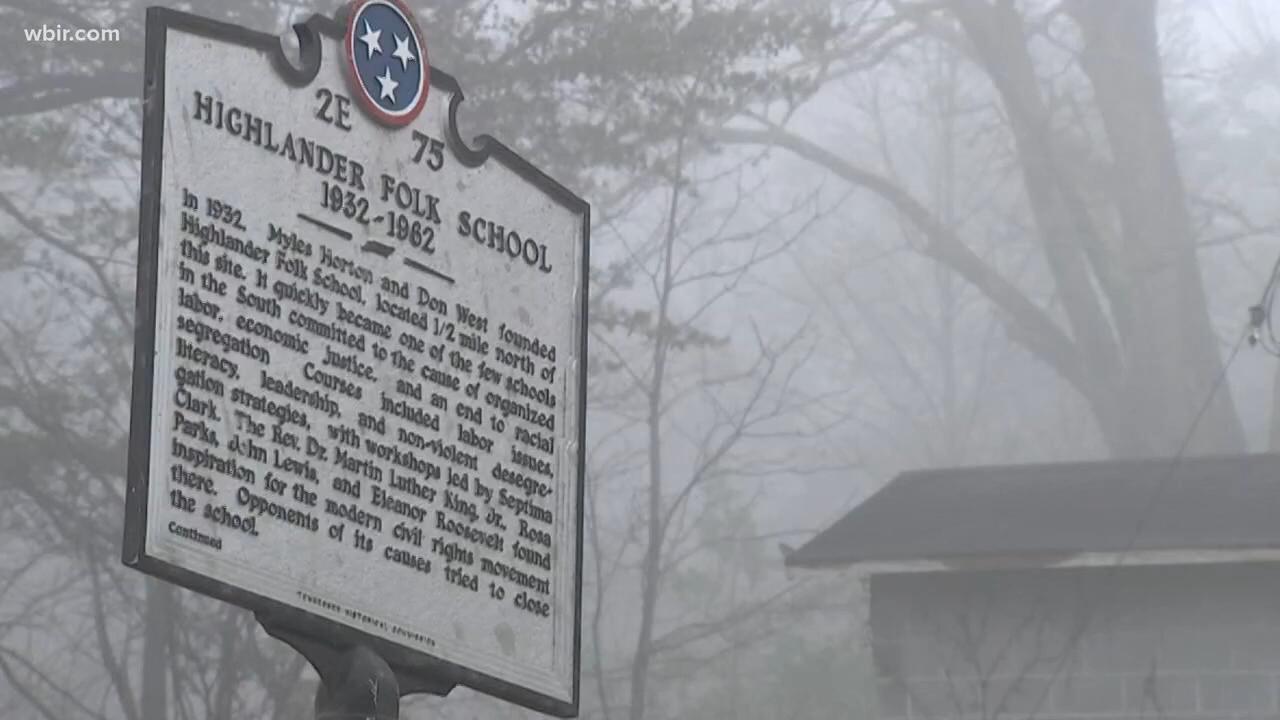 wbir.com
2E 75
HIGHLANDER FOLK SCHOOL
1932-1962
In 1932, Myles Horton and Don West founded
Highlander Folk School, located 1/2 mile north of
this site. It quickly became one of the few schools
in the South committed to the cause of organized
labor, economic justice, and an end to racial
segregation Courses included labor issues,
literacy, leadership, and non-violent desegre-
gation strategies, with workshops led by Septima
Clark. The Rev. Dr. Martin Luther King, Jr., Rosa
Parks, John Lewis, and Eleanor Roosevelt found
inspiration for the modern civil rights movement
there. Opponents of its causes tried to close
the school.
Continued
TENNESSEE HISTORICAL COMMISSION